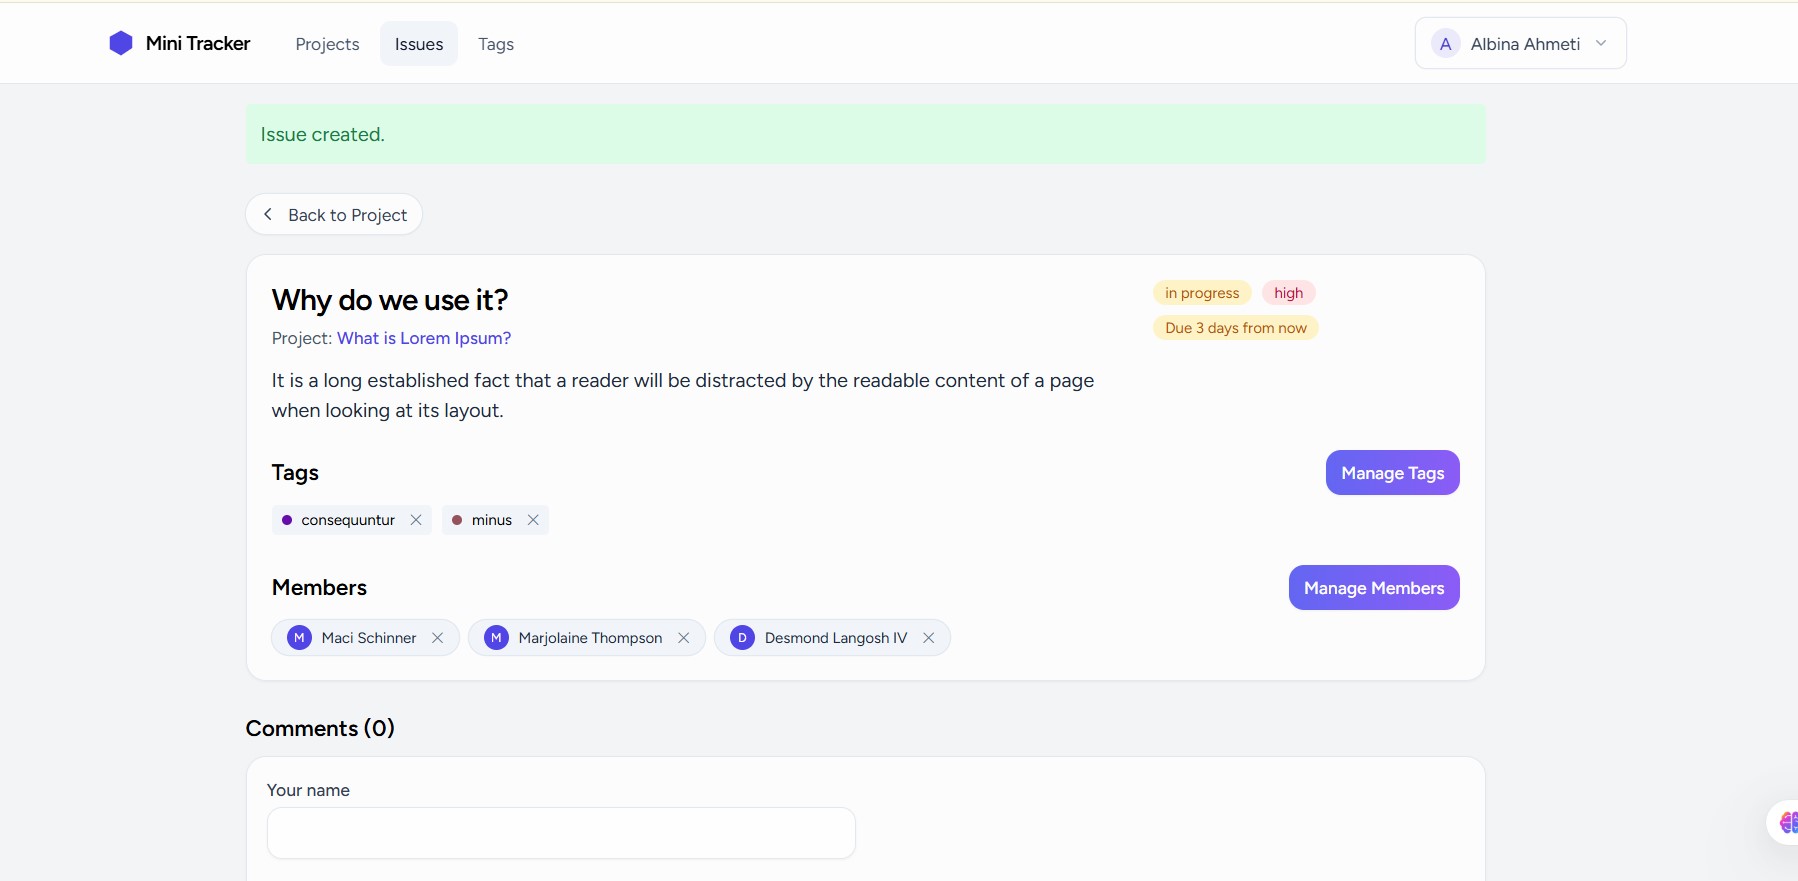 Mini Tracker Projects Issues Tags A Albina Ahmeti
Issue created.
Back to Project
Why do we use it? in progress high
Project: What is Lorem Ipsum? Due 3 days from now
It is a long established fact that a reader will be distracted by the readable content of a page
when looking at its layout.
Tags Manage Tags
consequuntur minus
Members Manage Members
M Maci Schinner M Marjolaine Thompson D Desmond Langosh IV
Comments (0)
Your name